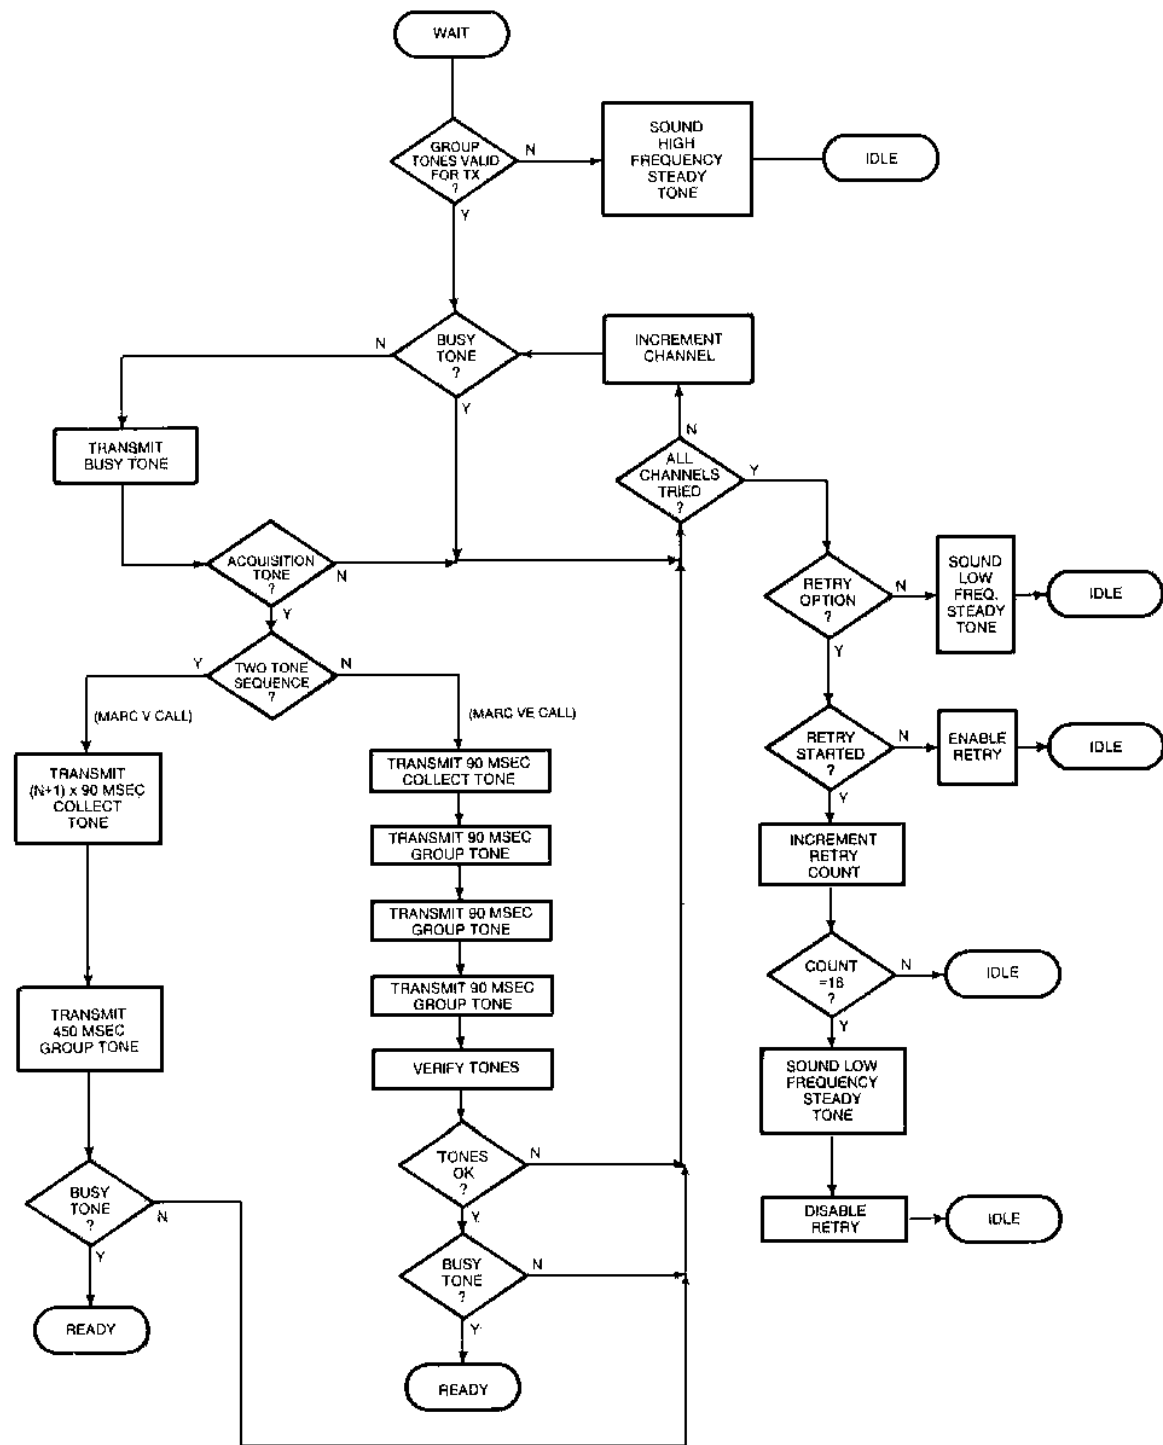 WAIT
GROUP
TONES VALID
FOR TX
?
N
Y
SOUND
HIGH
FREQUENCY
STEADY
TONE
IDLE
BUSY
TONE
?
N
Y
INCREMENT
CHANNEL
TRANSMIT
BUSY TONE
ALL
CHANNELS
TRIED
?
N
Y
ACQUISITION
TONE
?
N
Y
RETRY
OPTION
?
N
Y
SOUND
LOW
FREQ.
STEADY
TONE
IDLE
TWO TONE
SEQUENCE
?
Y
N
(MARC V CALL)
(MARC VE CALL)
RETRY
STARTED
?
N
Y
ENABLE
RETRY
IDLE
TRANSMIT
(N+1) x 90 MSEC
COLLECT
TONE
TRANSMIT 90 MSEC
COLLECT TONE
TRANSMIT 90 MSEC
GROUP TONE
TRANSMIT 90 MSEC
GROUP TONE
TRANSMIT 90 MSEC
GROUP TONE
VERIFY TONES
INCREMENT
RETRY
COUNT
COUNT
=16
?
N
Y
IDLE
TRANSMIT
450 MSEC
GROUP TONE
SOUND LOW
FREQUENCY
STEADY
TONE
TONES
OK
?
N
Y
BUSY
TONE
?
N
Y
DISABLE
RETRY
IDLE
BUSY
TONE
?
N
Y
READY
READY